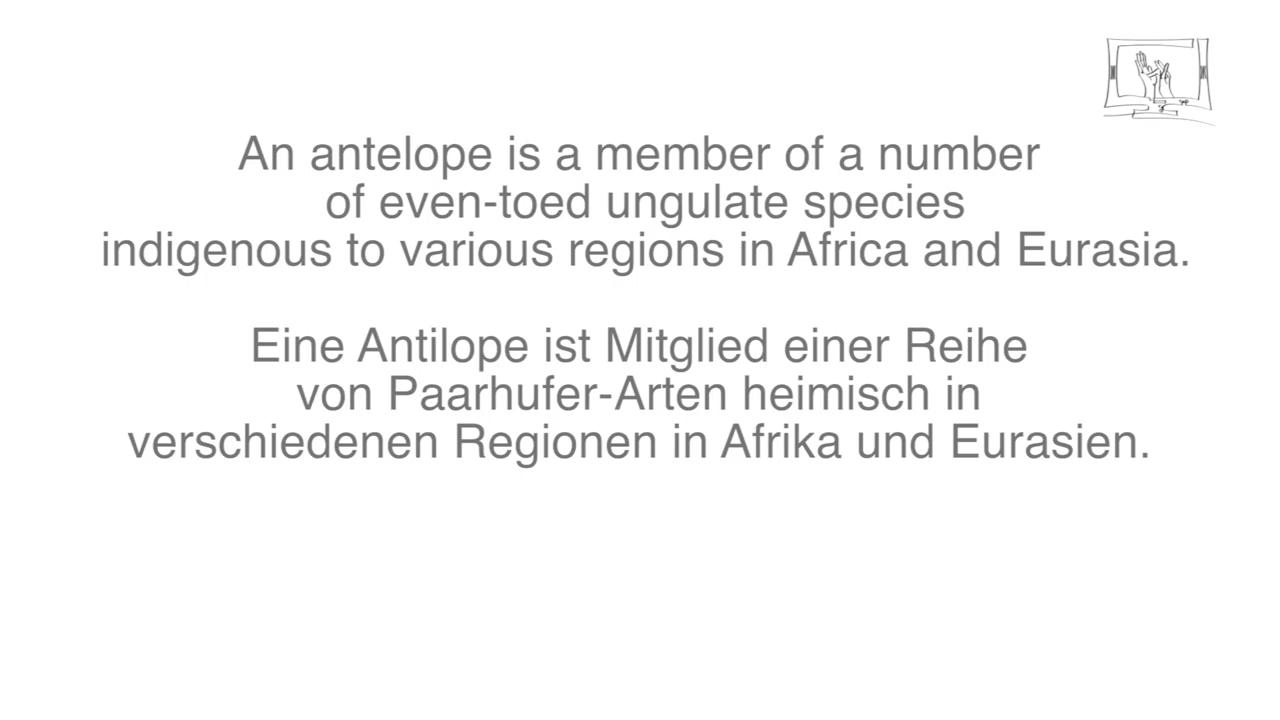 An antelope is a member of a number
of even-toed ungulate species
indigenous to various regions in Africa and Eurasia.
Eine Antilope ist Mitglied einer Reihe
von Paarhufer-Arten heimisch in
verschiedenen Regionen in Afrika und Eurasien.